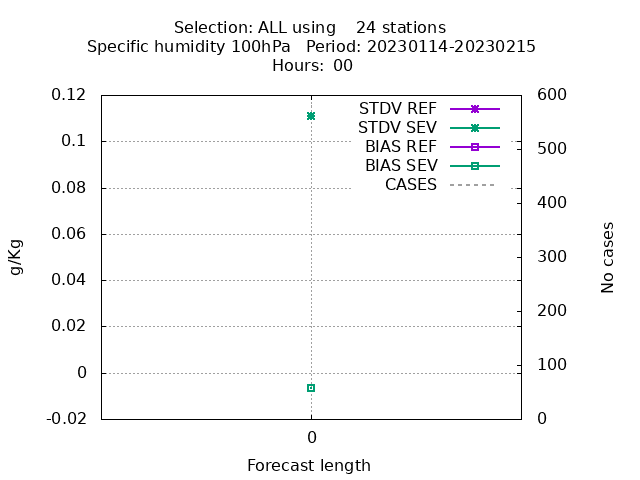 Selection: ALL using    24 stations
Specific humidity 100hPa   Period: 20230114-20230215
Hours:  00
0.12
0.1
0.08
0.06
0.04
0.02
0
-0.02
g/Kg
STDV REF
STDV SEV
BIAS REF
BIAS SEV
CASES
600
500
400
300
200
100
0
No cases
0
Forecast length